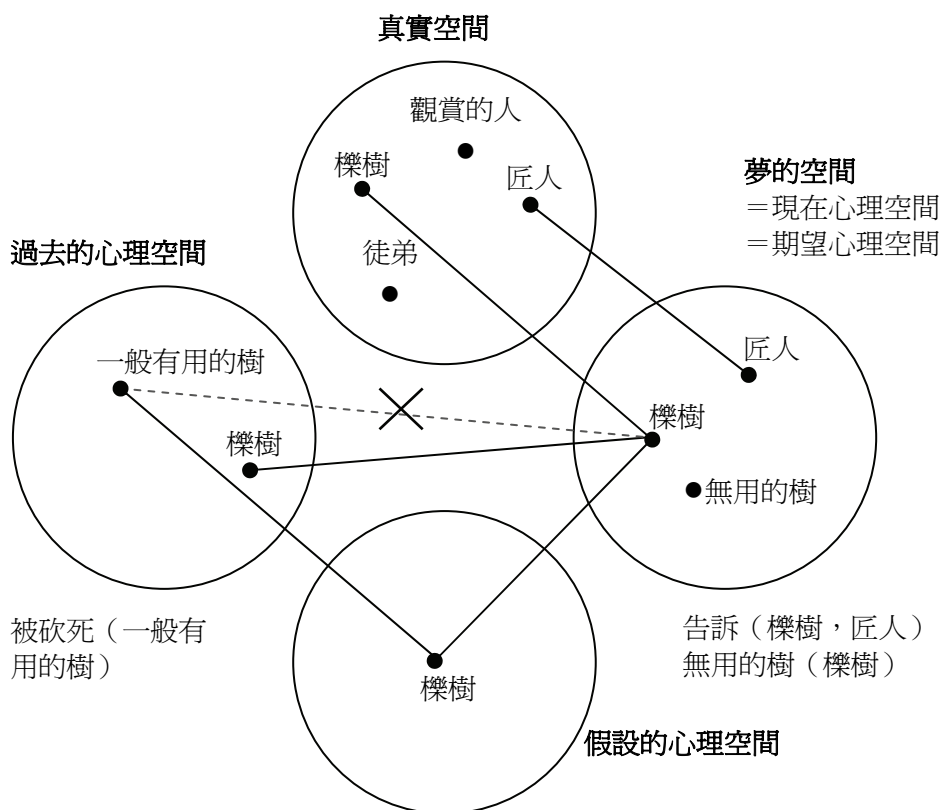 真實空間
觀賞的人
櫟樹
匠人
徒弟
夢的空間
＝現在心理空間
＝期望心理空間
過去的心理空間
一般有用的樹
櫟樹
匠人
櫟樹
無用的樹
被砍死（一般有
用的樹）
告訴（櫟樹，匠人）
無用的樹（櫟樹）
櫟樹
假設的心理空間